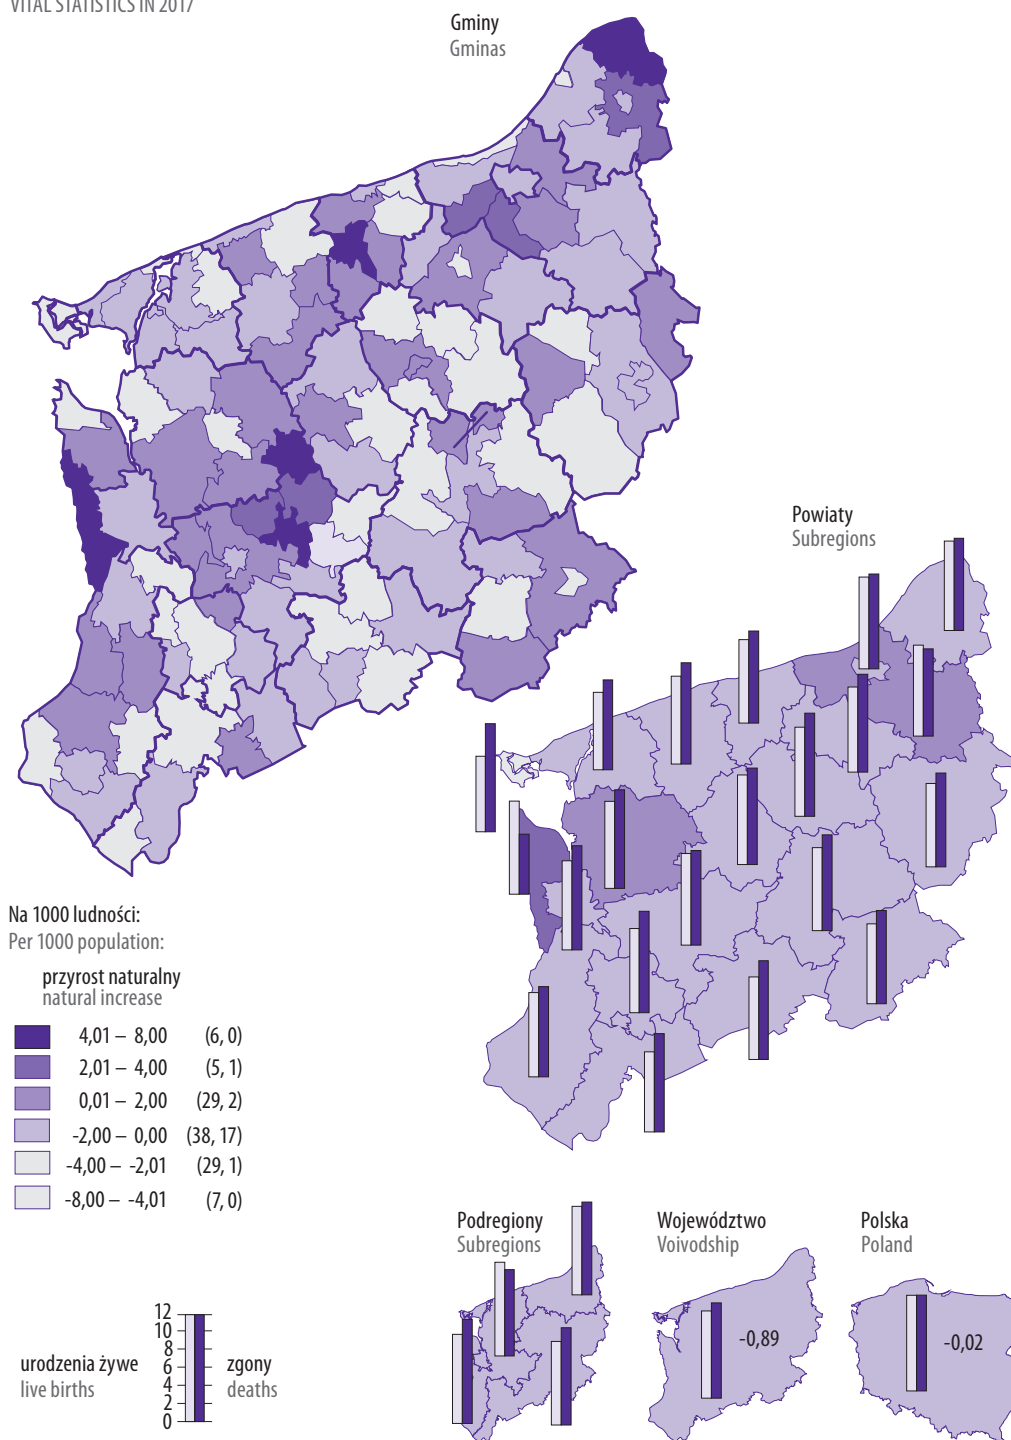 VITAL STATISTICS IN 2017
Gminy
Gminas
Powiaty
Subregions
Na 1000 ludności:
Per 1000 population:
przyrost naturalny
natural increase
4,01 – 8,00 (6, 0)
2,01 – 4,00 (5, 1)
0,01 – 2,00 (29, 2)
-2,00 – 0,00 (38, 17)
-4,00 – -2,01 (29, 1)
-8,00 – -4,01 (7, 0)
Podregiony
Subregions
Województwo
Voivodship
Polska
Poland
-0,89
-0,02
12
10
8
6
4
2
0
urodzenia żywe
live births
zgony
deaths